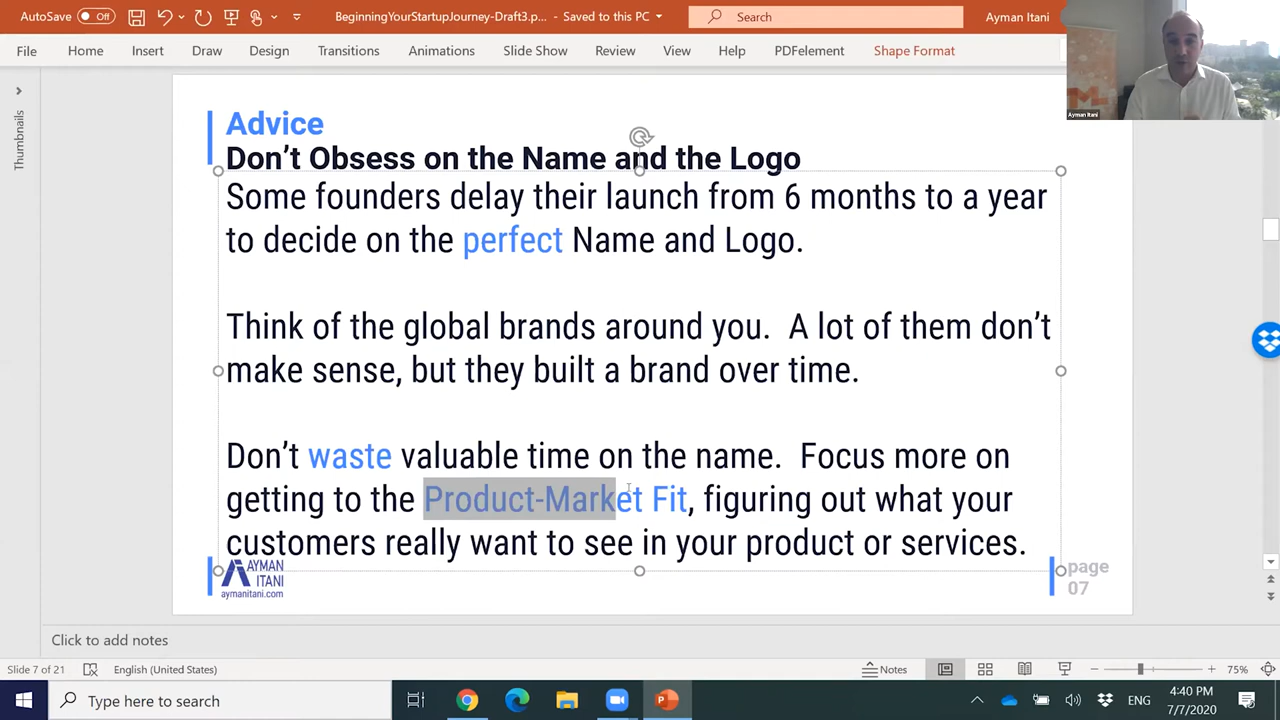 AutoSave Off
BeginningYourStartupJourney-Draft3.p... - Saved to this PC
Search
Ayman Itani
File Home Insert Draw Design Transitions Animations Slide Show Review View Help PDFelement Shape Format
Ayman Itani
Thumbnails
Advice
Don't Obsess on the Name and the Logo
Some founders delay their launch from 6 months to a year
to decide on the perfect Name and Logo.
Think of the global brands around you.  A lot of them don't
make sense, but they built a brand over time.
Don't waste valuable time on the name.  Focus more on
getting to the Product-Market Fit, figuring out what your
customers really want to see in your product or services.
AYMAN
ITANI
aymanitani.com
page
07
Click to add notes
Slide 7 of 21 English (United States) Notes 75%
Type here to search
ENG
4:40 PM
7/7/2020